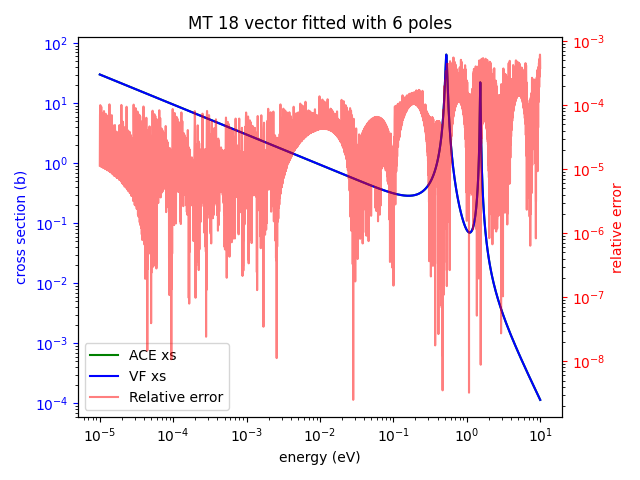 MT 18 vector fitted with 6 poles
10² 10¹ 10⁰ 10⁻¹ 10⁻² 10⁻³ 10⁻⁴
cross section (b)
10⁻³ 10⁻⁴ 10⁻⁵ 10⁻⁶ 10⁻⁷ 10⁻⁸
relative error
ACE xs
VF xs
Relative error
10⁻⁵ 10⁻⁴ 10⁻³ 10⁻² 10⁻¹ 10⁰ 10¹
energy (eV)